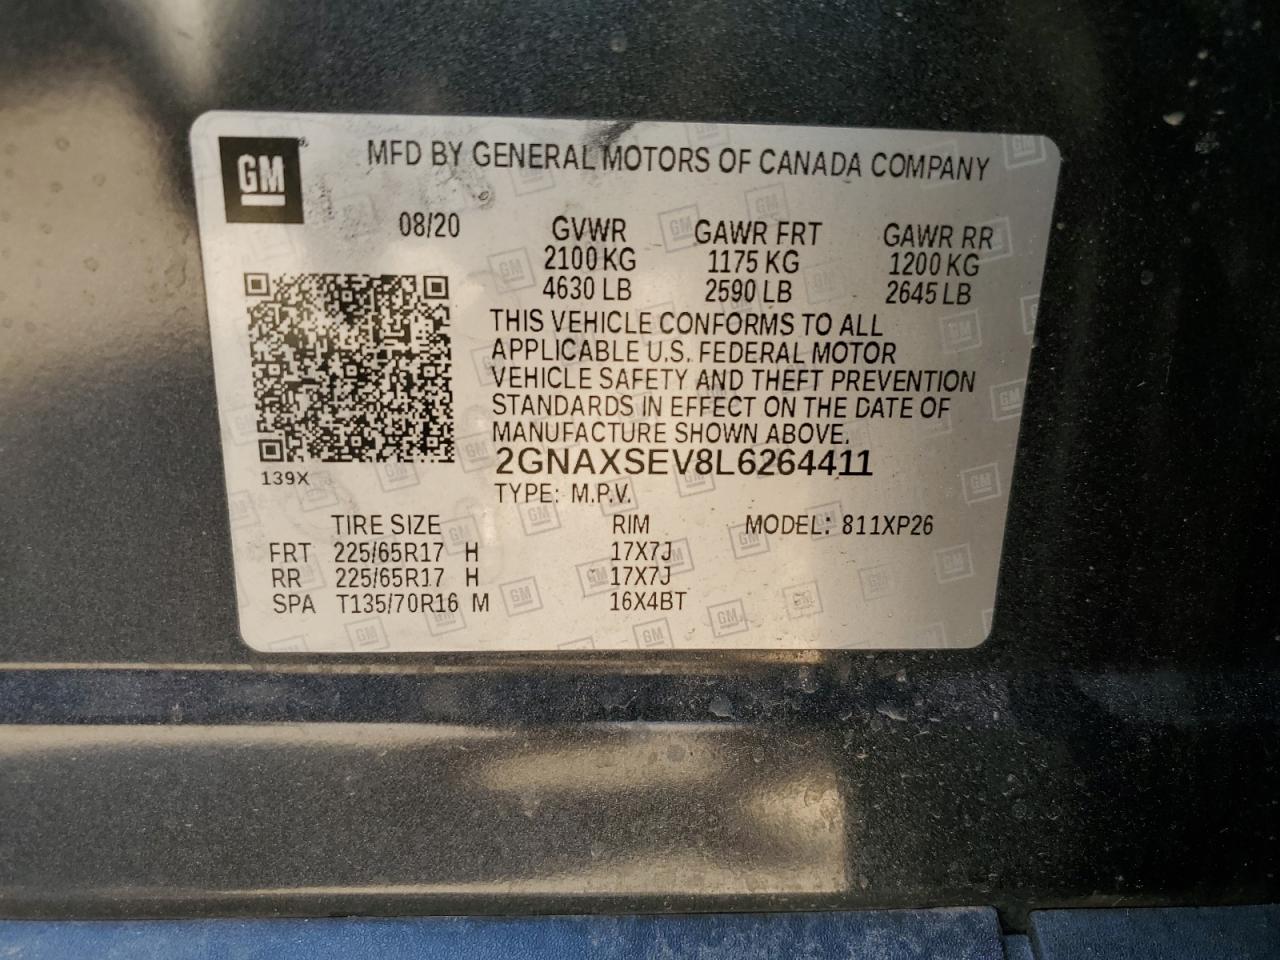 GM
MFD BY GENERAL MOTORS OF CANADA COMPANY
08/20 GVWR GAWR FRT GAWR RR
2100 KG 1175 KG 1200 KG
4630 LB 2590 LB 2645 LB
THIS VEHICLE CONFORMS TO ALL
APPLICABLE U.S. FEDERAL MOTOR
VEHICLE SAFETY AND THEFT PREVENTION
STANDARDS IN EFFECT ON THE DATE OF
MANUFACTURE SHOWN ABOVE.
139X
2GNAXSEV8L6264411
TYPE: M.P.V.
TIRE SIZE RIM MODEL: 811XP26
FRT 225/65R17 H 17X7J
RR 225/65R17 H 17X7J
SPA T135/70R16 M 16X4BT